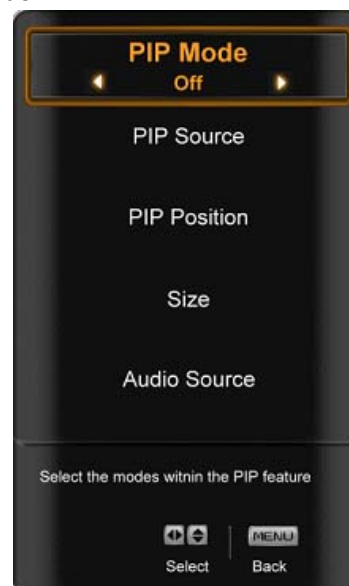 PIP Mode
Off
PIP Source
PIP Position
Size
Audio Source
Select the modes witnin the PIP feature
MENU
Select Back